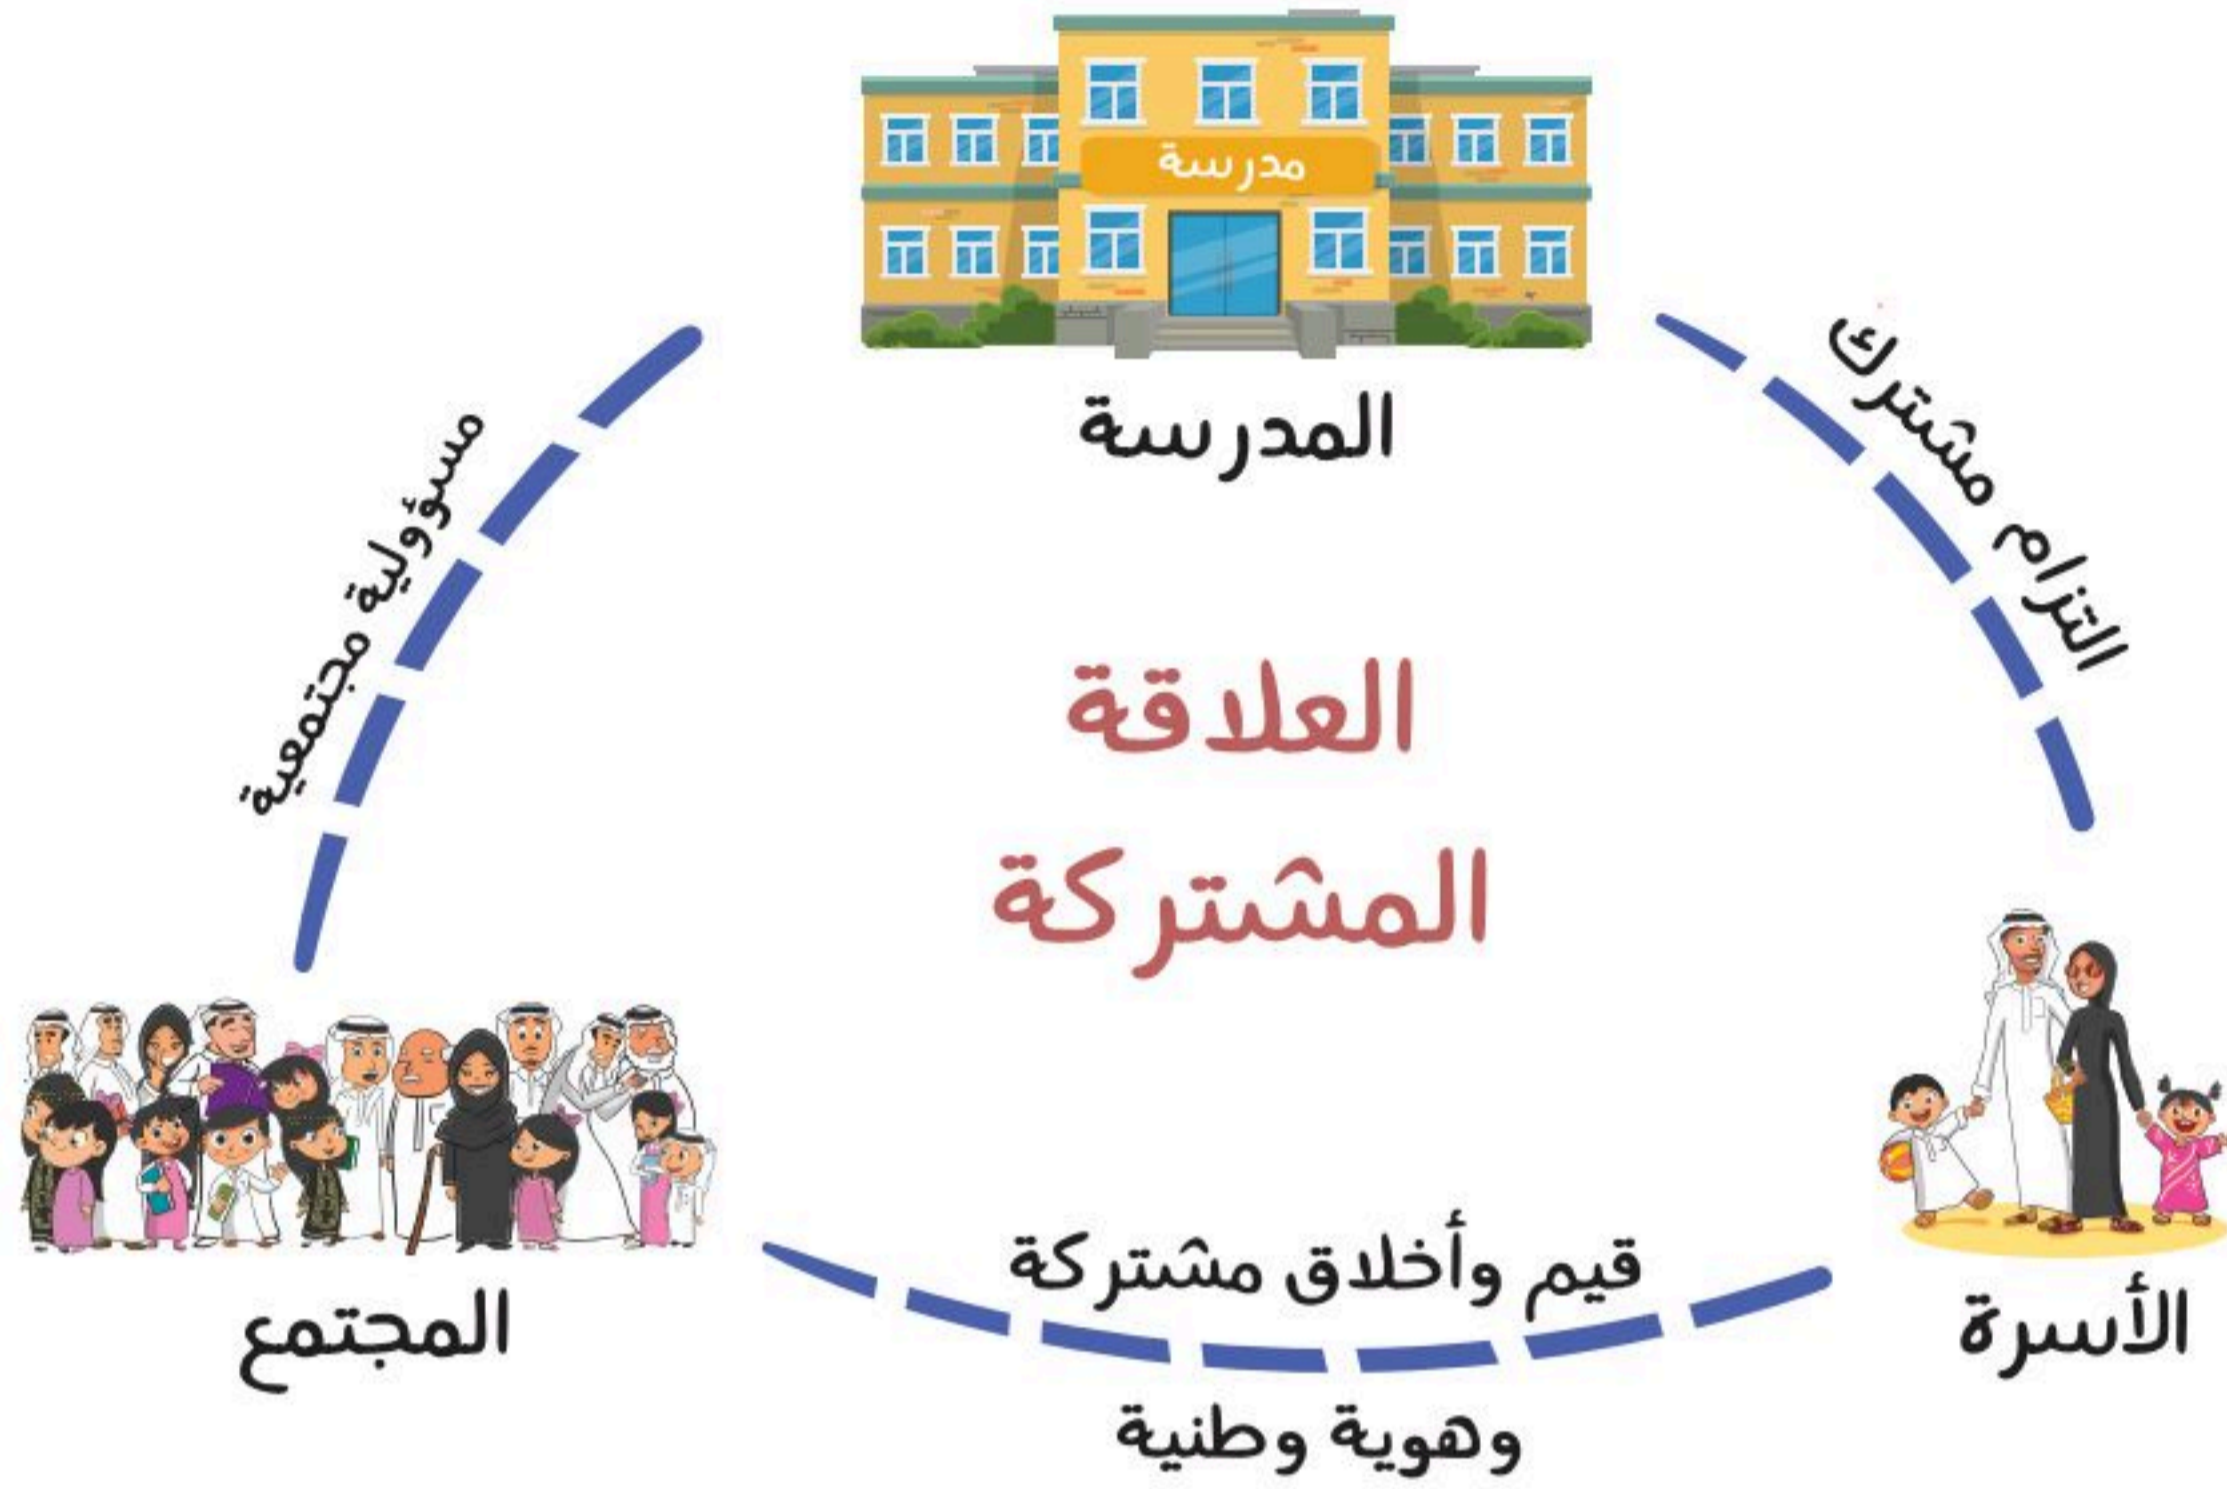 مدرسة
المدرسة
التزام مشترك
مسؤولية مجتمعية
العلاقة
المشتركة
قيم وأخلاق مشتركة
الأسرة
المجتمع
وهوية وطنية